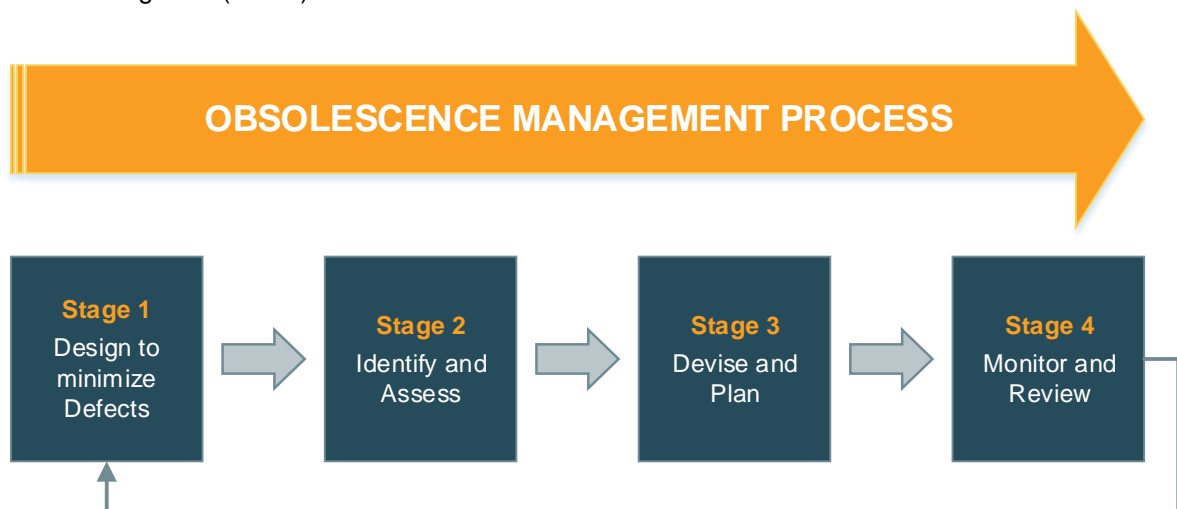 OBSOLESCENCE MANAGEMENT PROCESS
Stage 1
Design to
minimize
Defects
Stage 2
Identify and
Assess
Stage 3
Devise and
Plan
Stage 4
Monitor and
Review